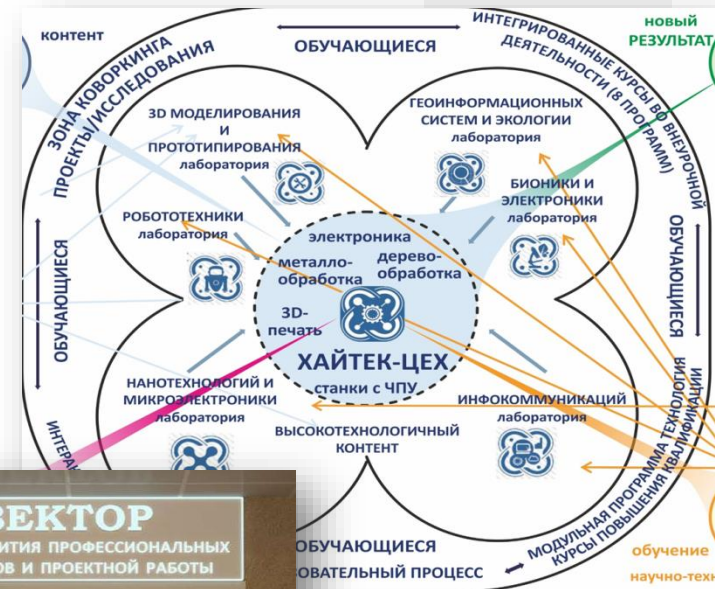 контент
ОБУЧАЮЩИЕСЯ
новый
РЕЗУЛЬТАТ
ЗОНА КОВОРКИНГА
ПРОЕКТЫ/ИССЛЕДОВАНИЯ
ИНТЕГРИРОВАННЫЕ КУРСЫ ВО ВНЕУРОЧНОЙ
ДЕЯТЕЛЬНОСТИ (8 ПРОГРАММ)
3D МОДЕЛИРОВАНИЯ
И
ПРОТОТИПИРОВАНИЯ
лаборатория
ГЕОИНФОРМАЦИОННЫХ
СИСТЕМ И ЭКОЛОГИИ
лаборатория
РОБОТОТЕХНИКИ
лаборатория
БИОНИКИ И
ЭЛЕКТРОНИКИ
лаборатория
электроника
металло-
обработка
дерево-
обработка
3D-
печать
ХАЙТЕК-ЦЕХ
станки с ЧПУ
ОБУЧАЮЩИЕСЯ
ОБУЧАЮЩИЕСЯ
НАНОТЕХНОЛОГИЙ И
МИКРОЭЛЕКТРОНИКИ
лаборатория
ИНФОКОММУНИКАЦИЙ
лаборатория
ВЫСОКОТЕХНОЛОГИЧНЫЙ
КОНТЕНТ
МОДУЛЬНАЯ ПРОГРАММА ТЕХНОЛОГИЯ
КУРСЫ ПОВЫШЕНИЯ КВАЛИФИКАЦИИ
ОБУЧАЮЩИЕСЯ
ОВАТЕЛЬНЫЙ ПРОЦЕСС
обучение
научно-техн
ВЕКТОР
ИТИЯ ПРОФЕССИОНАЛЬНЫХ
ОВ И ПРОЕКТНОЙ РАБОТЫ